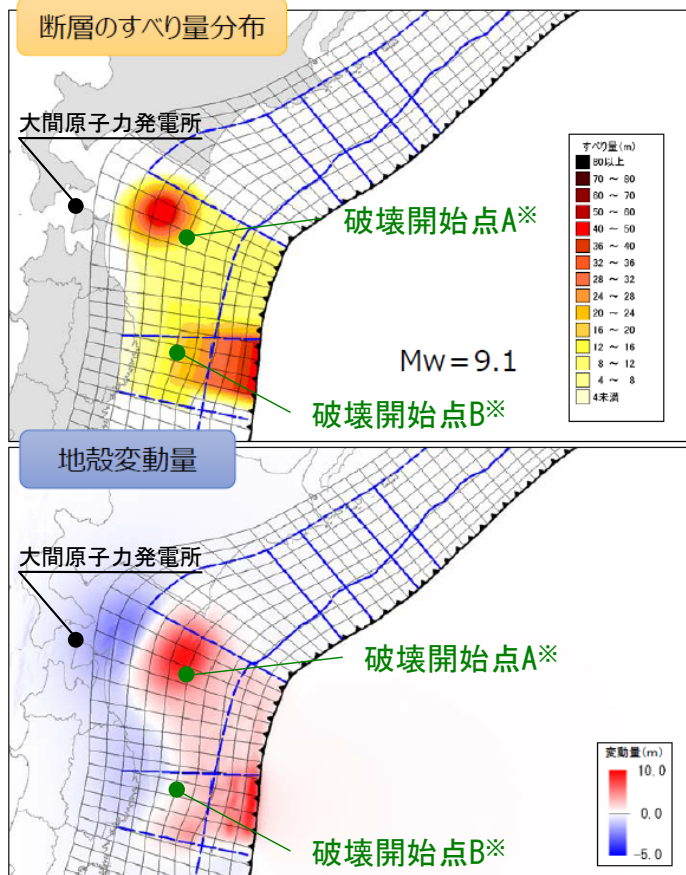 断層のすべり量分布
大間原子力発電所
すべり量(m)
80以上
70 ～ 80
60 ～ 70
50 ～ 60
40 ～ 50
36 ～ 40
32 ～ 36
28 ～ 32
24 ～ 28
20 ～ 24
16 ～ 20
12 ～ 16
8 ～ 12
4 ～ 8
4未満
破壊開始点A※
Mw＝9.1
破壊開始点B※
地殻変動量
大間原子力発電所
破壊開始点A※
変動量(m)
10.0
0.0
-5.0
破壊開始点B※